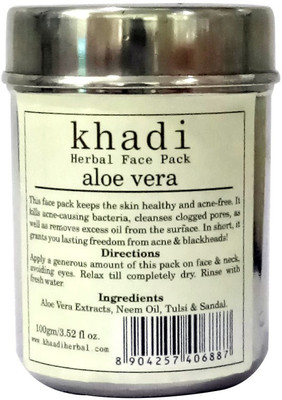 khadi
Herbal Face Pack
aloe vera
This face pack keeps the skin healthy and acne-free. It
kills acne-causing bacteria, cleanses clogged pores, as
well as removes excess oil from the surface. In short, it
grants you lasting freedom from acne & blackheads!
Directions
Apply a generous amount of this pack on face & neck,
avoiding eyes. Relax till completely dry. Rinse with
fresh water.
Ingredients
Aloe Vera Extracts, Neem Oil, Tulsi & Sandal.
100gm/3.52 fl oz.
www.khaadiherbal.com
8 904257 406887